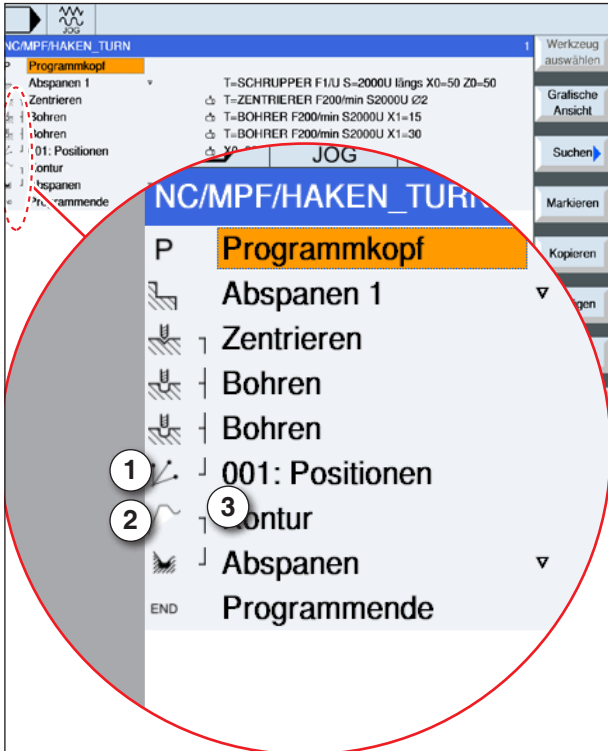 JOG
NC/MPF/HAKEN_TURN 1
P Programmkopf
Abspanen 1 T=SCHRUPPER F1/U S=2000U längs X0=50 Z0=50
Zentrieren T=ZENTRIERER F200/min S2000U Ø2
Bohren T=BOHRER F200/min S2000U X1=15
Bohren T=BOHRER F200/min S2000U X1=30
001: Positionen
Kontur
Abspanen
Programmende
Werkzeug
auswählen
Grafische
Ansicht
Suchen
Markieren
Kopieren
JOG
NC/MPF/HAKEN_TURN
P Programmkopf
Abspanen 1
Zentrieren
Bohren
Bohren
1 001: Positionen
2 3 Kontur
Abspanen
END Programmende